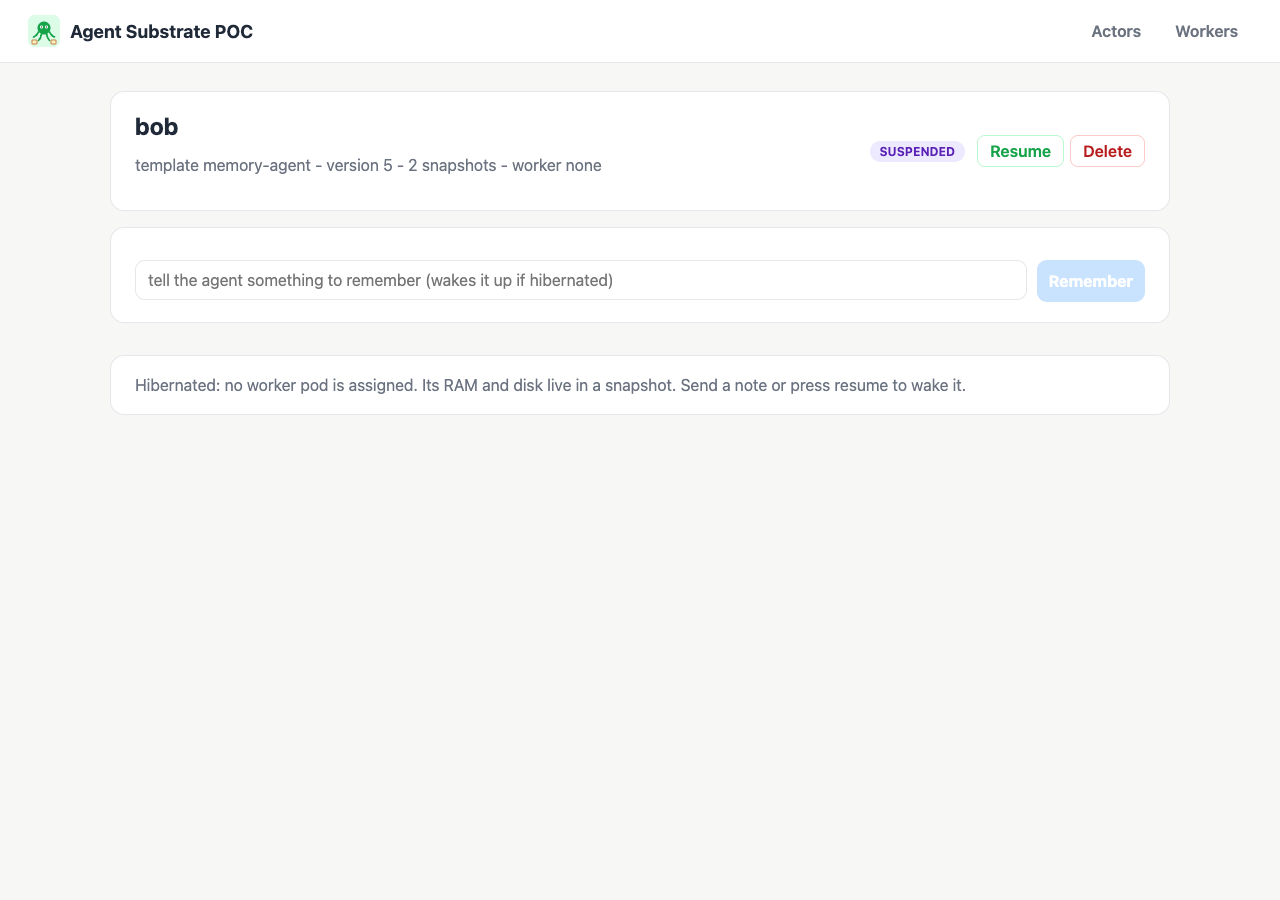 Agent Substrate POC
Actors
Workers
bob
template memory-agent - version 5 - 2 snapshots - worker none
SUSPENDED
Resume
Delete
tell the agent something to remember (wakes it up if hibernated)
Remember
Hibernated: no worker pod is assigned. Its RAM and disk live in a snapshot. Send a note or press resume to wake it.